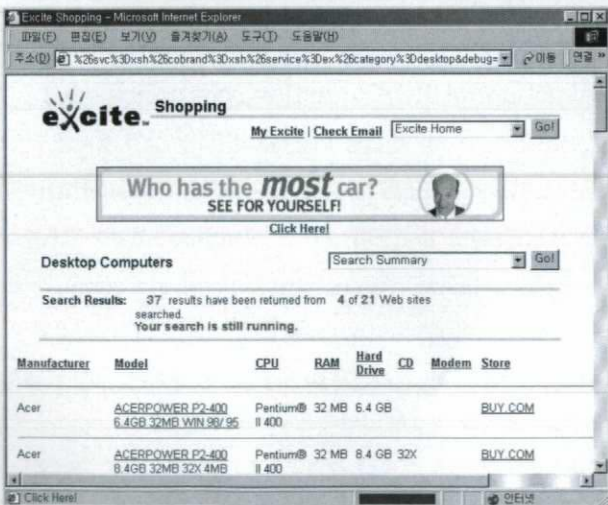 Excite Shopping - Microsoft Internet Explorer
파일(F) 편집(E) 보기(V) 즐겨찾기(A) 도구(T) 도움말(H)
주소(D) %26svc%3Dxsh%26cobrand%3Dxsh%26service%3Dex%26category%3Ddesktop&debug= 이동 연결 »
excite Shopping
My Excite | Check Email Excite Home Go!
Who has the most car?
SEE FOR YOURSELF!
Click Here!
Desktop Computers Search Summary Go!
Search Results: 37 results have been returned from 4 of 21 Web sites
searched.
Your search is still running.
Manufacturer Model CPU RAM Hard Drive CD Modem Store
Acer ACERPOWER P2-400 Pentium® 32 MB 6.4 GB BUY.COM
6.4GB 32MB WIN 98/95 II 400
Acer ACERPOWER P2-400 Pentium® 32 MB 8.4 GB 32X BUY.COM
8.4GB 32MB 32X 4MB II 400
Click Here! 인터넷